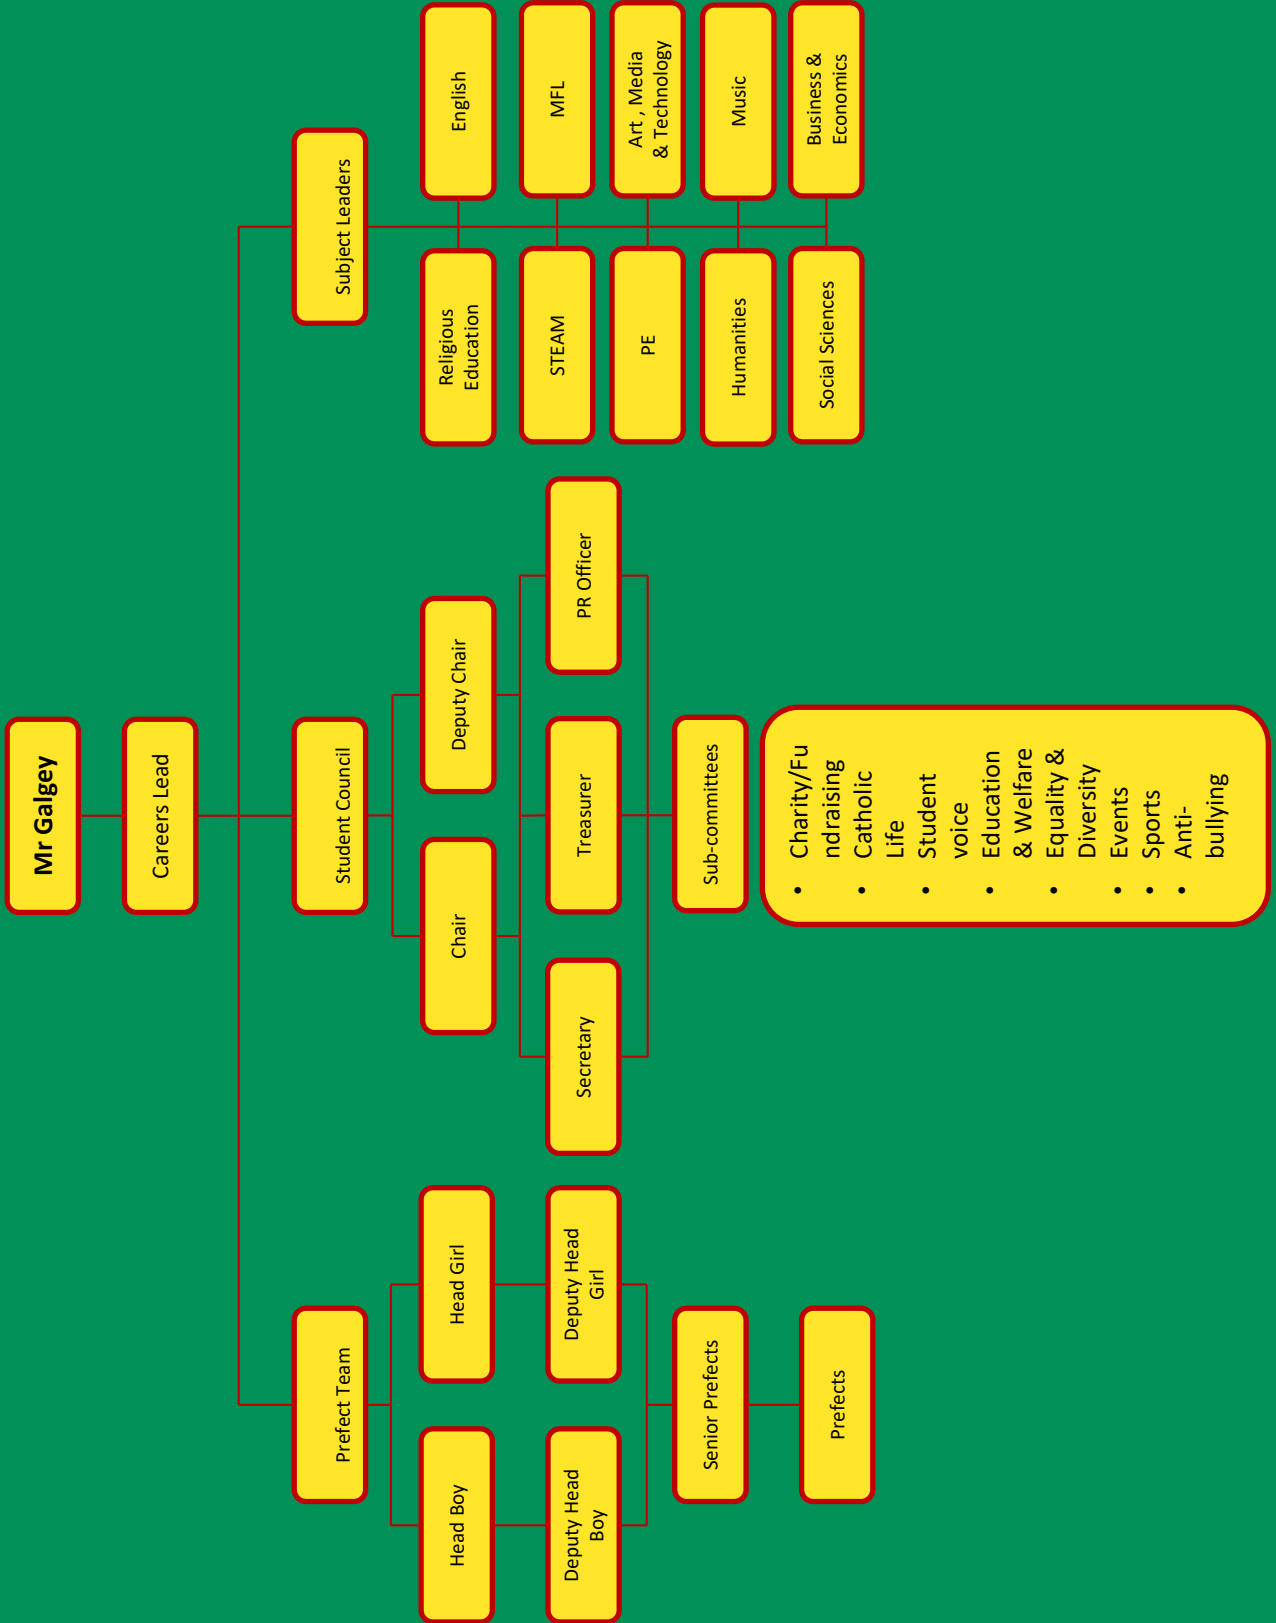 Mr Galgey
Careers Lead
Prefect Team
Student Council
Subject Leaders
Head Boy
Head Girl
Chair
Deputy Chair
Religious
Education
English
Deputy Head
Boy
Deputy Head
Girl
Secretary
Treasurer
PR Officer
STEAM
MFL
PE
Art , Media
& Technology
Senior Prefects
Sub-committees
Humanities
Music
Prefects
Social Sciences
Business &
Economics
• Charity/Fu
ndraising
• Catholic
Life
• Student
voice
• Education
& Welfare
• Equality &
Diversity
• Events
• Sports
• Anti-
bullying